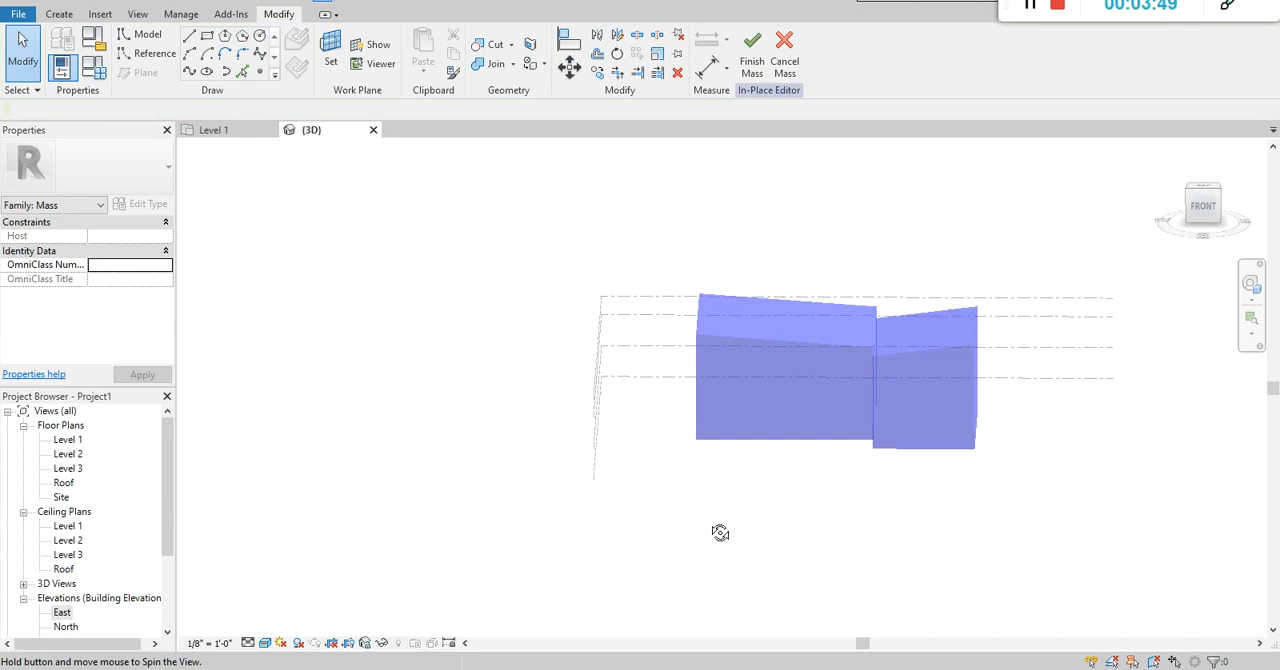 00:03:49
File Create Insert View Manage Add-Ins Modify
Modify
Select
Properties
Model
Reference
Plane
Draw
Set
Show
Viewer
Work Plane
Paste
Clipboard
Cut
Join
Geometry
Modify
Measure
Finish Mass
Cancel Mass
In-Place Editor
Properties
Level 1
{3D}
R
Family: Mass
Edit Type
Constraints
Host
Identity Data
OmniClass Num...
OmniClass Title
Properties help
Apply
Project Browser - Project1
Views (all)
Floor Plans
Level 1
Level 2
Level 3
Roof
Site
Ceiling Plans
Level 1
Level 2
Level 3
Roof
3D Views
Elevations (Building Elevation
East
North
FRONT
1/8" = 1'-0"
Hold button and move mouse to Spin the View.
:0